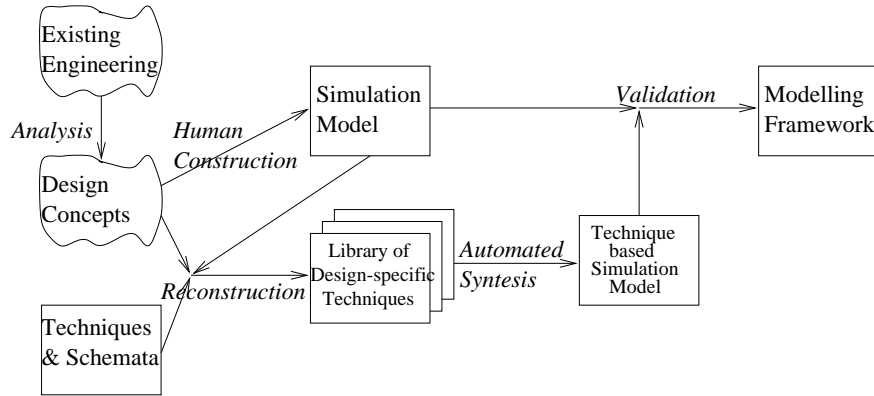 Existing
Engineering
Analysis
Human
Construction
Simulation
Model
Validation
Modelling
Framework
Design
Concepts
Reconstruction
Library of
Design-specific
Techniques
Automated
Syntesis
Technique
based
Simulation
Model
Techniques
& Schemata